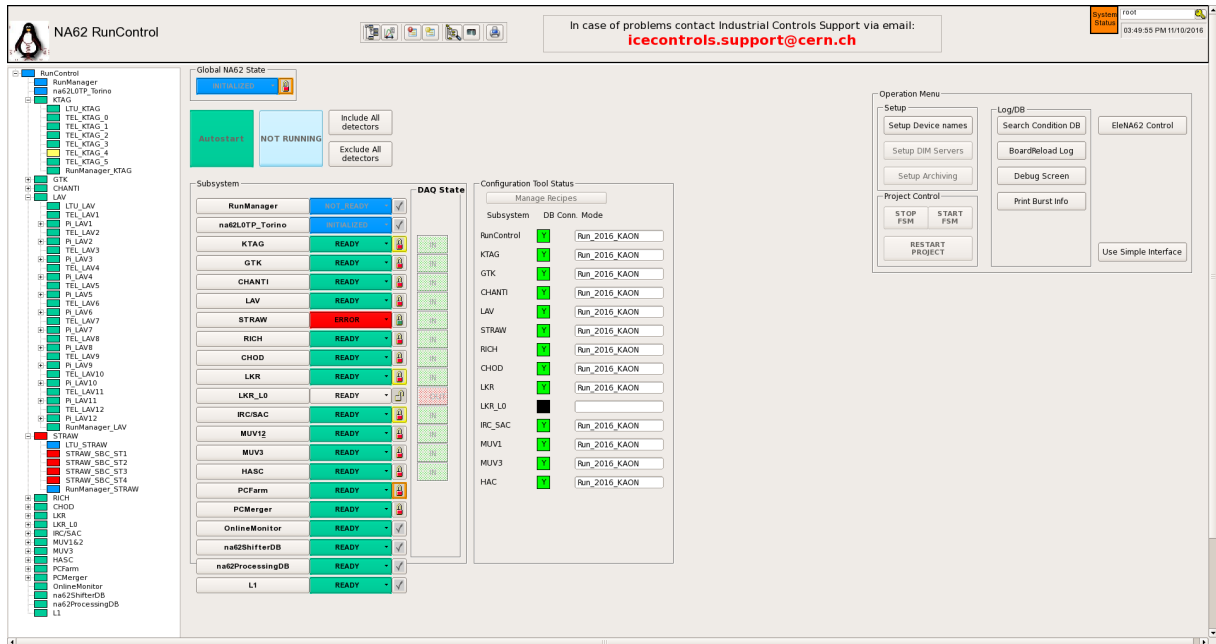 NA62 RunControl
In case of problems contact Industrial Controls Support via email:
icecontrols.support@cern.ch
System
Status
root
03:49:55 PM 11/10/2016
RunControl
RunManager
na62L0TP_Torino
KTAG
LTU_KTAG
TEL_KTAG_0
TEL_KTAG_1
TEL_KTAG_2
TEL_KTAG_3
TEL_KTAG_4
TEL_KTAG_5
RunManager_KTAG
GTK
CHANTI
LAV
LTU_LAV
TEL_LAV1
Pi_LAV1
TEL_LAV2
Pi_LAV2
TEL_LAV3
Pi_LAV3
TEL_LAV4
Pi_LAV4
TEL_LAV5
Pi_LAV5
TEL_LAV6
Pi_LAV6
TEL_LAV7
Pi_LAV7
TEL_LAV8
Pi_LAV8
TEL_LAV9
Pi_LAV9
TEL_LAV10
Pi_LAV10
TEL_LAV11
Pi_LAV11
TEL_LAV12
Pi_LAV12
RunManager_LAV
STRAW
LTU_STRAW
STRAW_SBC_ST1
STRAW_SBC_ST2
STRAW_SBC_ST3
STRAW_SBC_ST4
RunManager_STRAW
RICH
CHOD
LKR
LKR_L0
IRC/SAC
MUV1&2
MUV3
HASC
PCFarm
PCMerger
OnlineMonitor
na62ShifterDB
na62ProcessingDB
L1
Global NA62 State
INITIALIZED
Autostart
NOT RUNNING
Include All
detectors
Exclude All
detectors
Subsystem
DAQ State
RunManager NOT_READY
na62L0TP_Torino INITIALIZED
KTAG READY IN
GTK READY IN
CHANTI READY IN
LAV READY IN
STRAW ERROR IN
RICH READY IN
CHOD READY IN
LKR READY IN
LKR_L0 READY
IRC/SAC READY IN
MUV12 READY IN
MUV3 READY IN
HASC READY IN
PCFarm READY
PCMerger READY
OnlineMonitor READY
na62ShifterDB READY
na62ProcessingDB READY
L1 READY
Configuration Tool Status
Manage Recipes
Subsystem DB Conn. Mode
RunControl Y Run_2016_KAON
KTAG Y Run_2016_KAON
GTK Y Run_2016_KAON
CHANTI Y Run_2016_KAON
LAV Y Run_2016_KAON
STRAW Y Run_2016_KAON
RICH Y Run_2016_KAON
CHOD Y Run_2016_KAON
LKR Y Run_2016_KAON
LKR_L0
IRC_SAC Y Run_2016_KAON
MUV1 Y Run_2016_KAON
MUV3 Y Run_2016_KAON
HAC Y Run_2016_KAON
Operation Menu
Setup
Setup Device names
Setup DIM Servers
Setup Archiving
Project Control
STOP
FSM
START
FSM
RESTART
PROJECT
Log/DB
Search Condition DB
BoardReload Log
Debug Screen
Print Burst Info
EleNA62 Control
Use Simple Interface